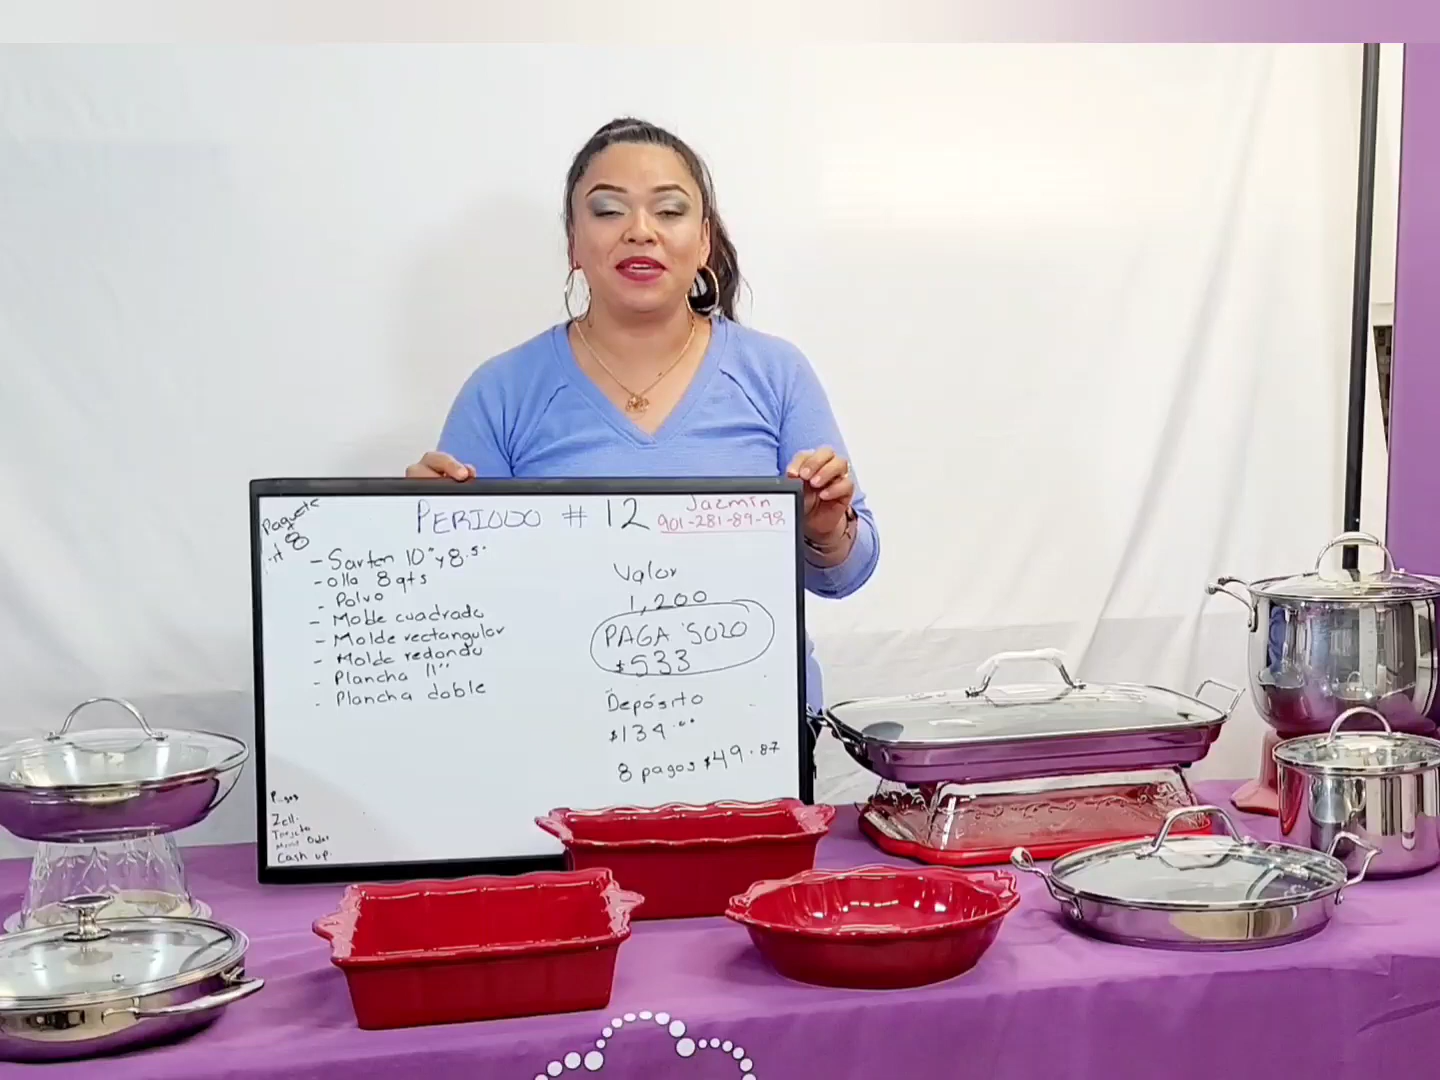 PERIODO # 12
Jazmín
901-281-89-98
Paquete
# 8
- Sarten 10" y 8.5"
- olla 8 qts
- Polvo
- Molde cuadrado
- Molde rectangular
- Molde redondo
- Plancha 11"
- Plancha doble
Valor
1,200
PAGA SOLO
$533
Depósito
$134.00
8 pagos $49.87
Pagos
Zell.
Tarjeta
Money Order
Cash up.